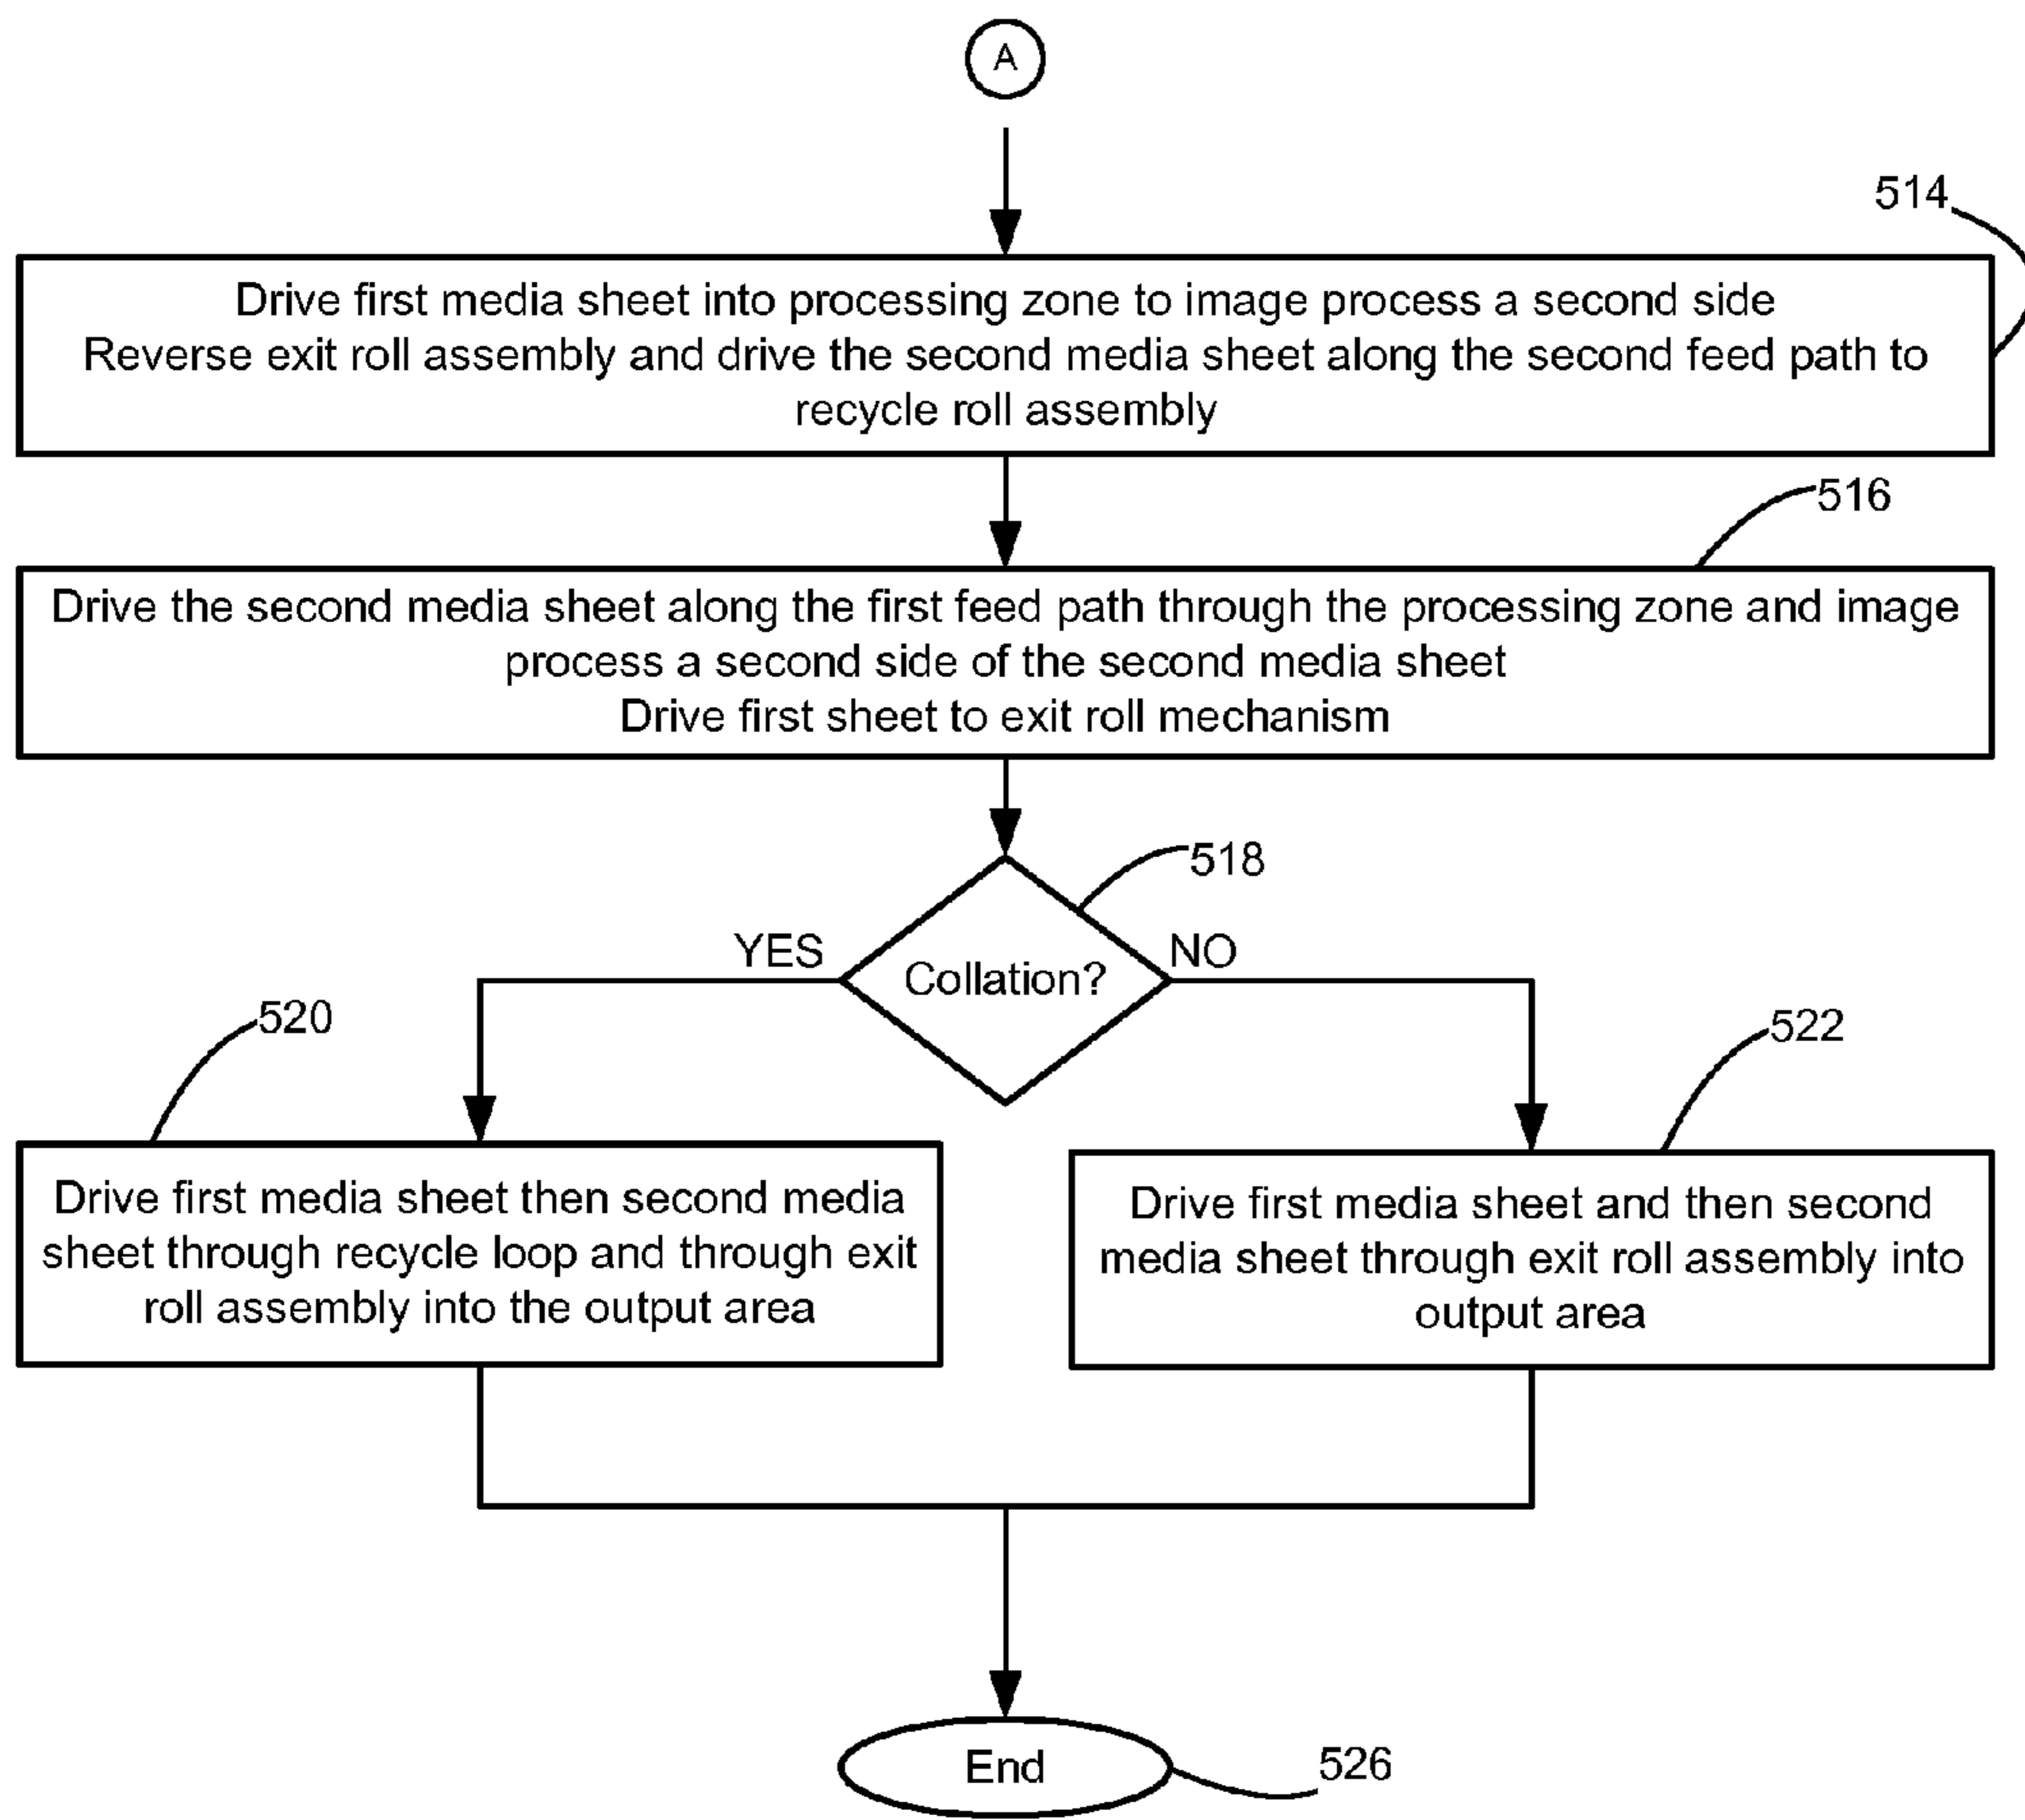 A
514
Drive first media sheet into processing zone to image process a second side
Reverse exit roll assembly and drive the second media sheet along the second feed path to
recycle roll assembly
516
Drive the second media sheet along the first feed path through the processing zone and image
process a second side of the second media sheet
Drive first sheet to exit roll mechanism
518
YES
Collation?
NO
520
522
Drive first media sheet then second media
sheet through recycle loop and through exit
roll assembly into the output area
Drive first media sheet and then second
media sheet through exit roll assembly into
output area
End
526